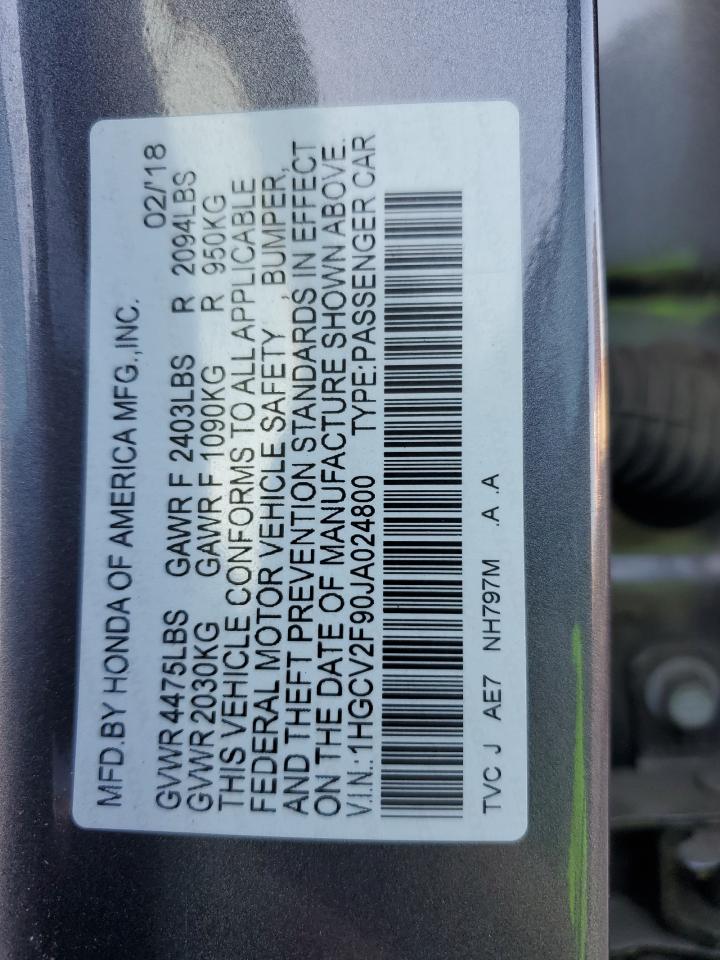 MFD.BY HONDA OF AMERICA MFG.,INC. 02/'18
GVWR 4475LBS GAWR F 2403LBS R 2094LBS
GVWR 2030KG GAWR F 1090KG R 950KG
THIS VEHICLE CONFORMS TO ALL APPLICABLE
FEDERAL MOTOR VEHICLE SAFETY , BUMPER,
AND THEFT PREVENTION STANDARDS IN EFFECT
ON THE DATE OF MANUFACTURE SHOWN ABOVE.
V.I.N.:1HGCV2F90JA024800 TYPE:PASSENGER CAR
TVC J AE7 NH797M .A .A